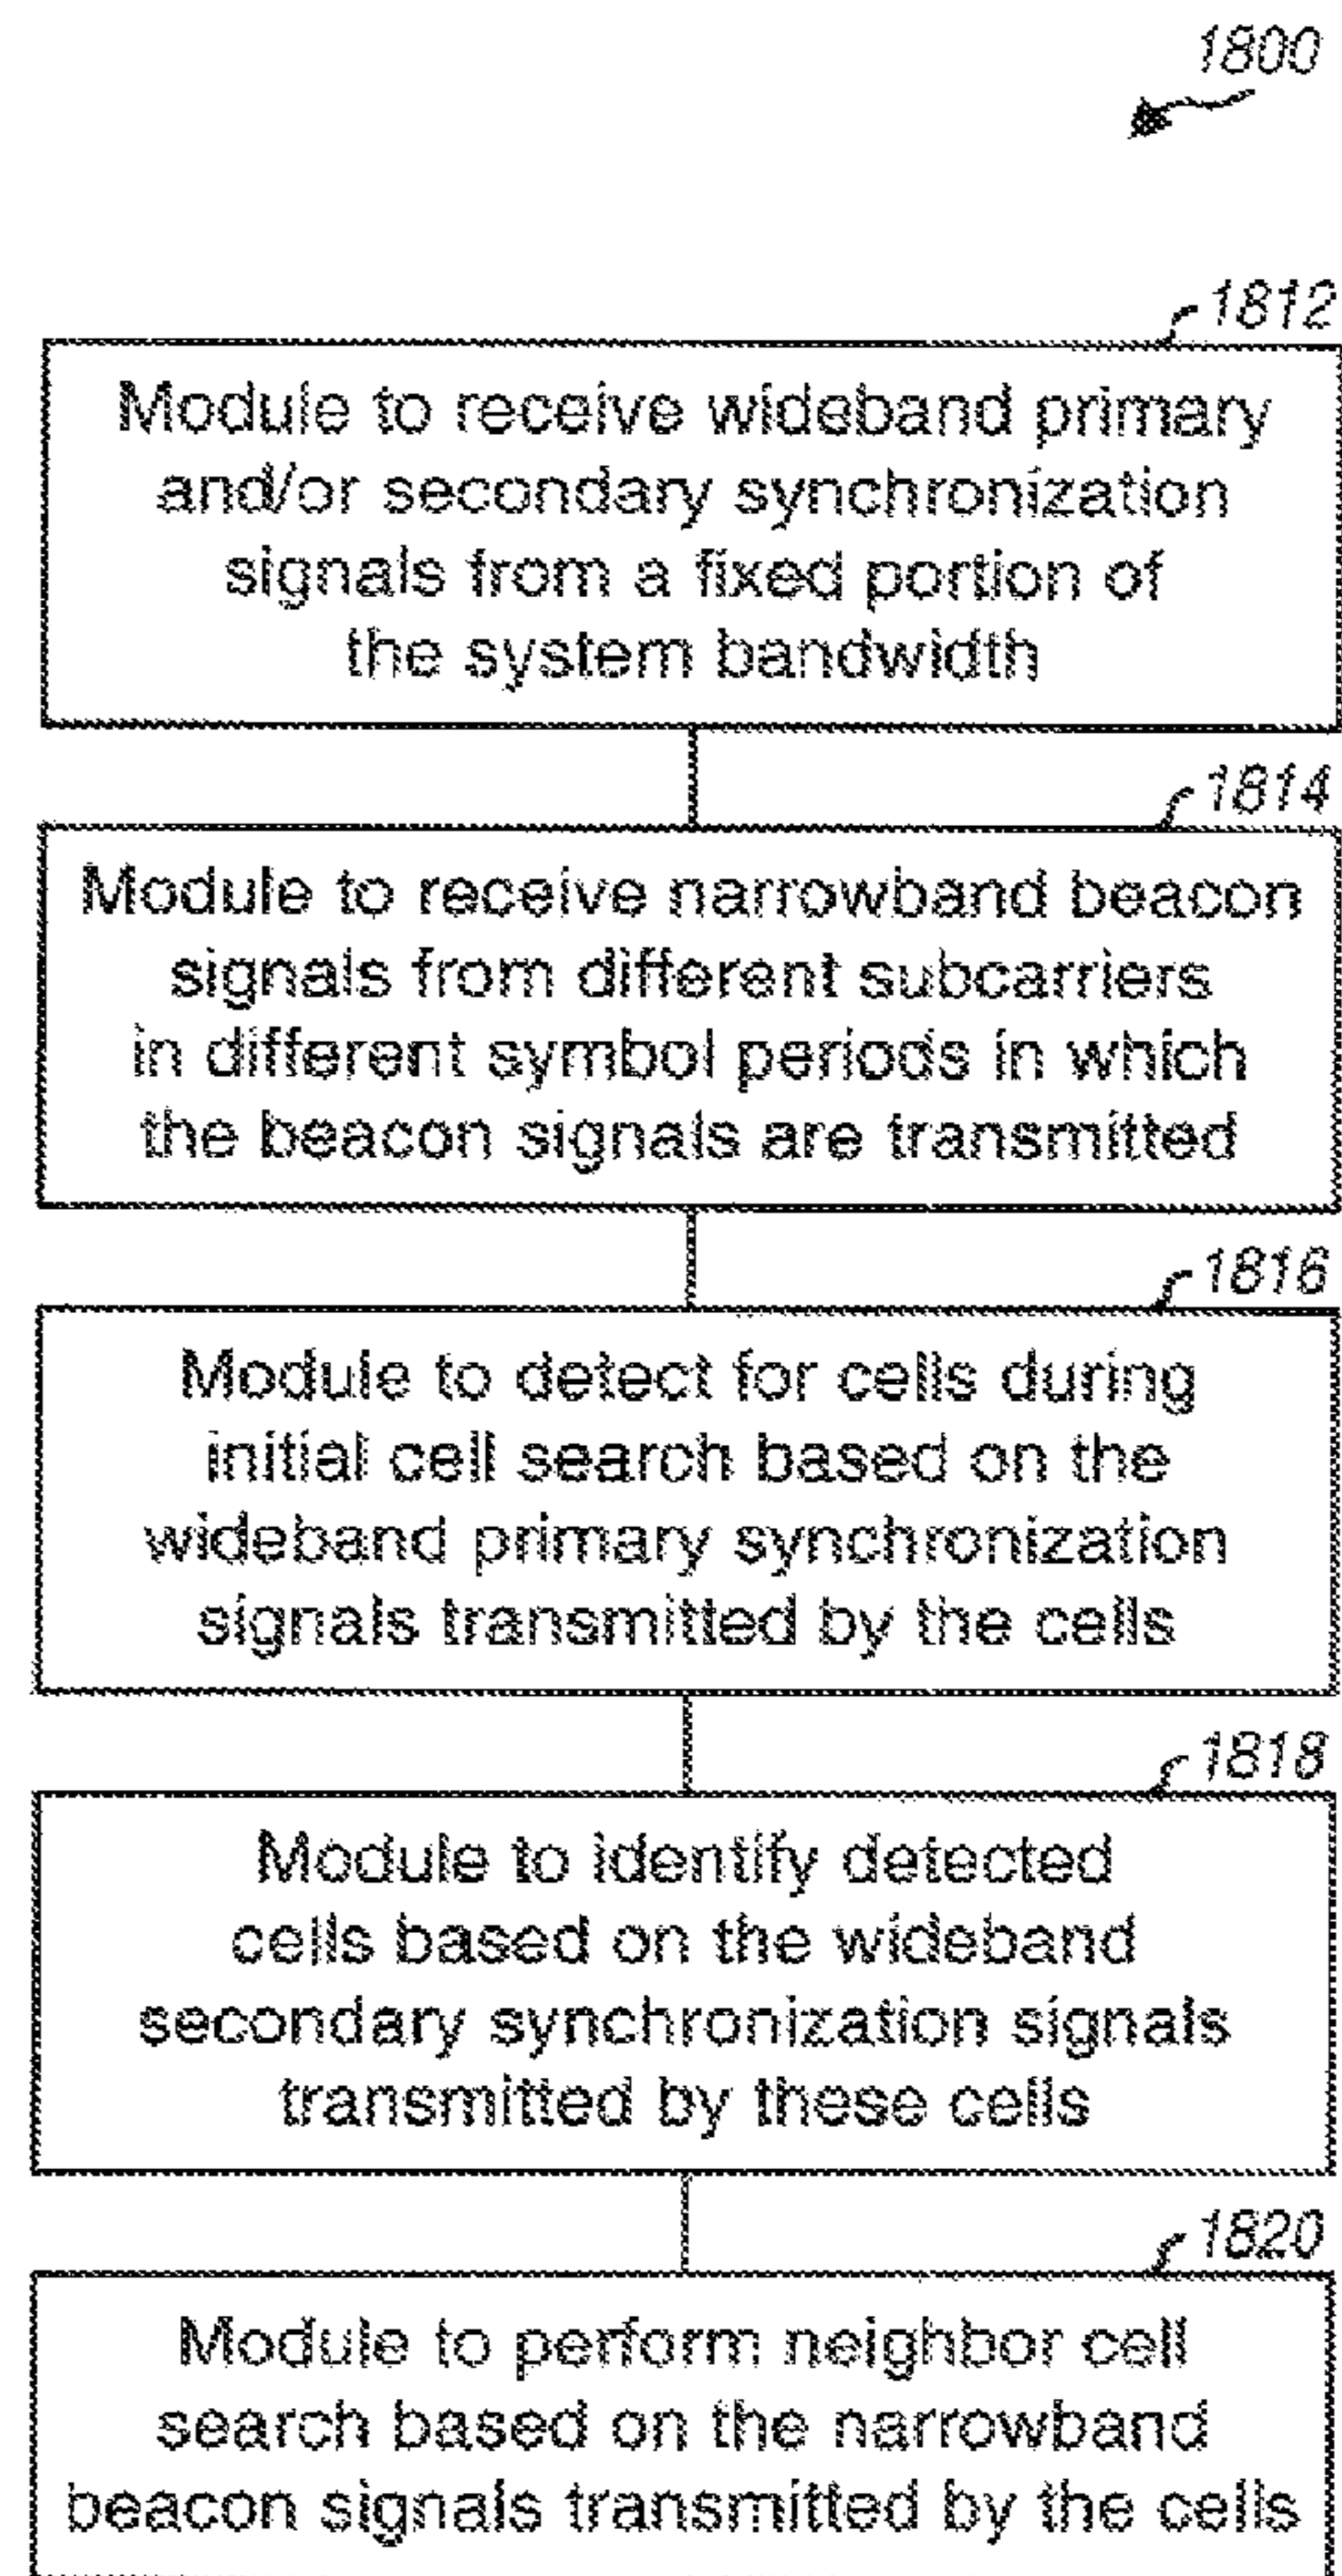 1800
1812
Module to receive wideband primary
and/or secondary synchronization
signals from a fixed portion of
the system bandwidth
1814
Module to receive narrowband beacon
signals from different subcarriers
in different symbol periods in which
the beacon signals are transmitted
1816
Module to detect for cells during
initial cell search based on the
wideband primary synchronization
signals transmitted by the cells
1818
Module to identify detected
cells based on the wideband
secondary synchronization signals
transmitted by these cells
1820
Module to perform neighbor cell
search based on the narrowband
beacon signals transmitted by the cells